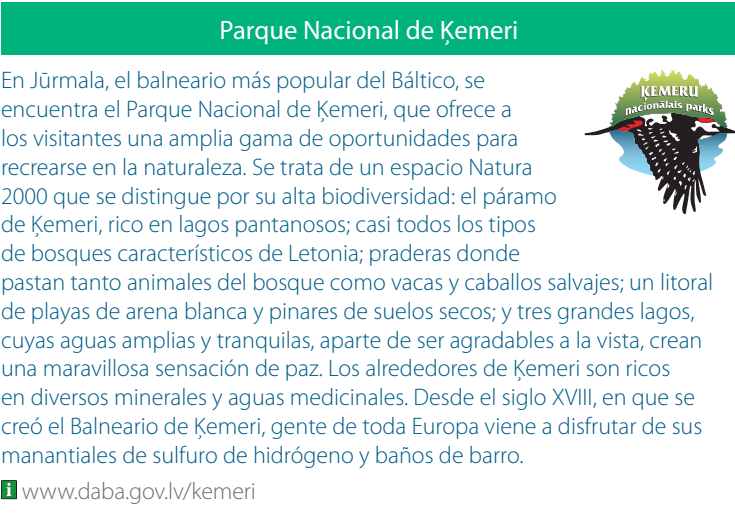 Parque Nacional de Ķemeri
En Jūrmala, el balneario más popular del Báltico, se
encuentra el Parque Nacional de Ķemeri, que ofrece a
los visitantes una amplia gama de oportunidades para
recrearse en la naturaleza. Se trata de un espacio Natura
2000 que se distingue por su alta biodiversidad: el páramo
de Ķemeri, rico en lagos pantanosos; casi todos los tipos
de bosques característicos de Letonia; praderas donde
pastan tanto animales del bosque como vacas y caballos salvajes; un litoral
de playas de arena blanca y pinares de suelos secos; y tres grandes lagos,
cuyas aguas amplias y tranquilas, aparte de ser agradables a la vista, crean
una maravillosa sensación de paz. Los alrededores de Ķemeri son ricos
en diversos minerales y aguas medicinales. Desde el siglo XVIII, en que se
creó el Balneario de Ķemeri, gente de toda Europa viene a disfrutar de sus
manantiales de sulfuro de hidrógeno y baños de barro.
i www.daba.gov.lv/kemeri
ĶEMERU
nacionālais parks